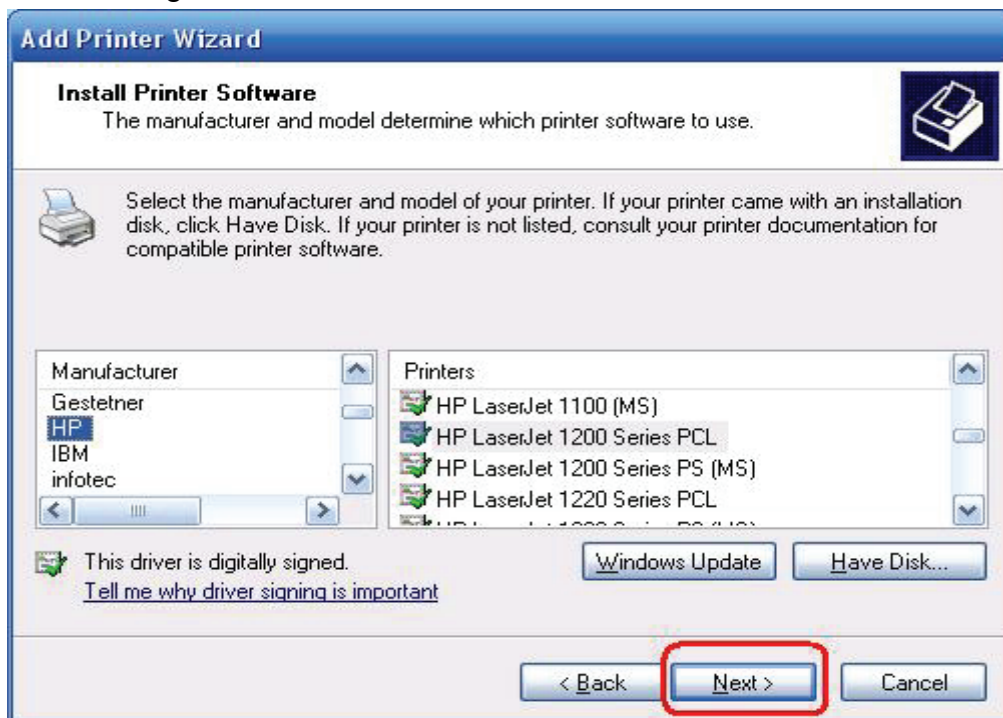 Add Printer Wizard
Install Printer Software
The manufacturer and model determine which printer software to use.
Select the manufacturer and model of your printer. If your printer came with an installation
disk, click Have Disk. If your printer is not listed, consult your printer documentation for
compatible printer software.
Manufacturer
Gestetner
HP
IBM
infotec
Printers
HP LaserJet 1100 (MS)
HP LaserJet 1200 Series PCL
HP LaserJet 1200 Series PS (MS)
HP LaserJet 1220 Series PCL
This driver is digitally signed.
Tell me why driver signing is important
Windows Update
Have Disk...
< Back
Next >
Cancel